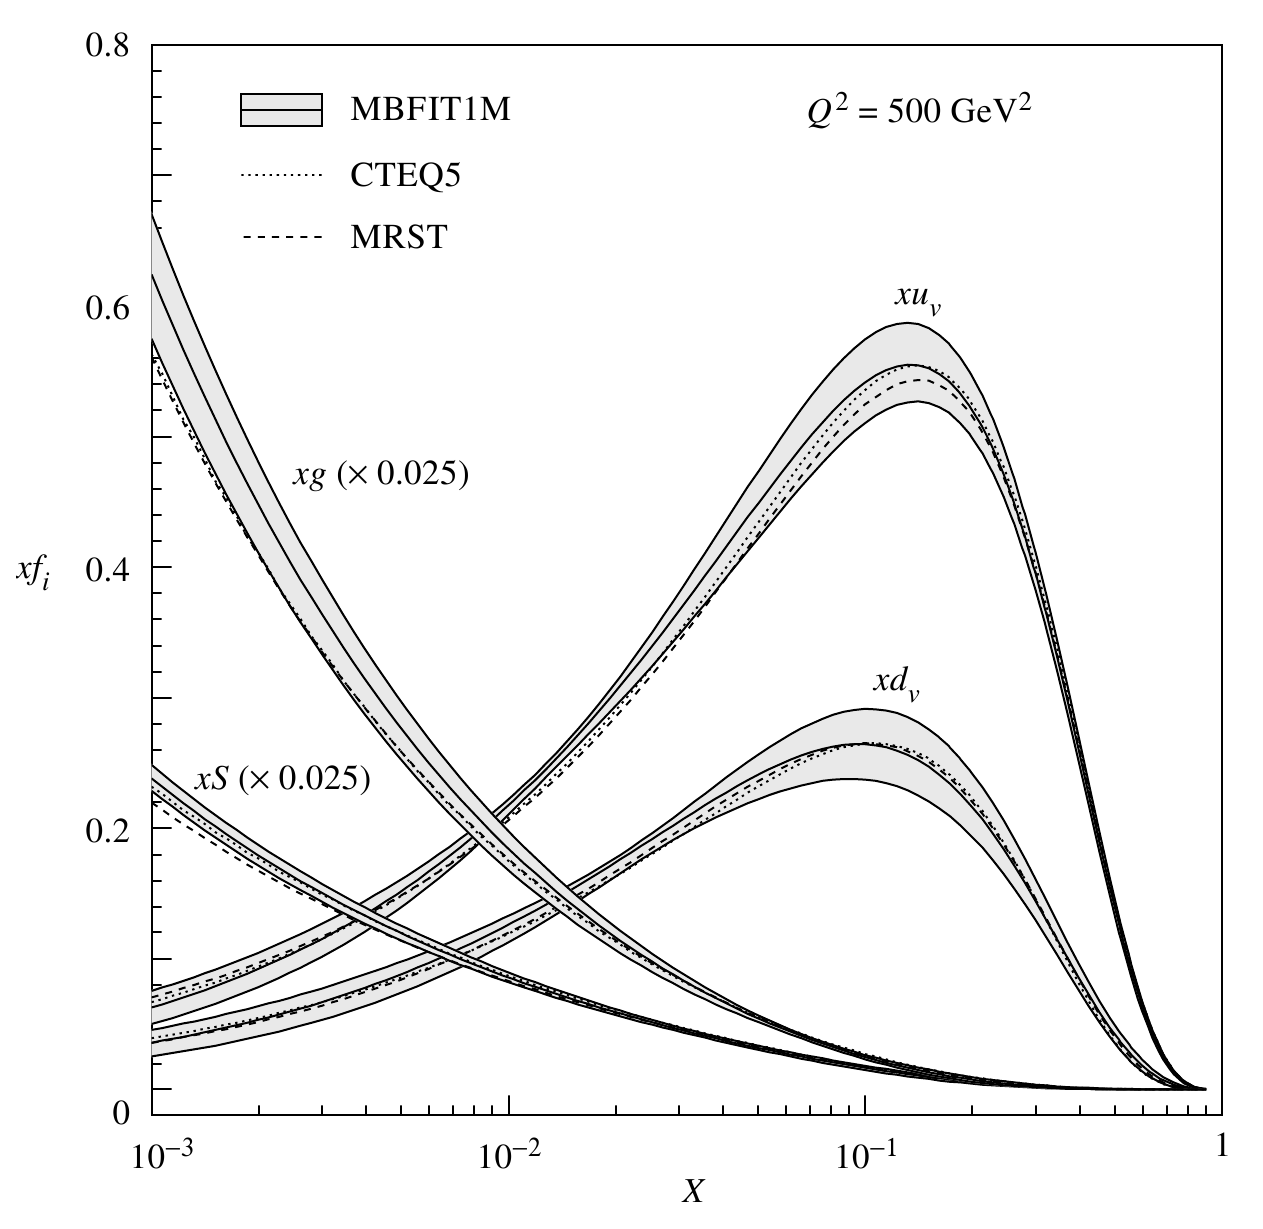 0.8
MBFIT1M
Q² = 500 GeV²
CTEQ5
MRST
0.6
xu_v
xg (× 0.025)
xf_i
0.4
xd_v
xS (× 0.025)
0.2
0
10⁻³
10⁻²
10⁻¹
1
X